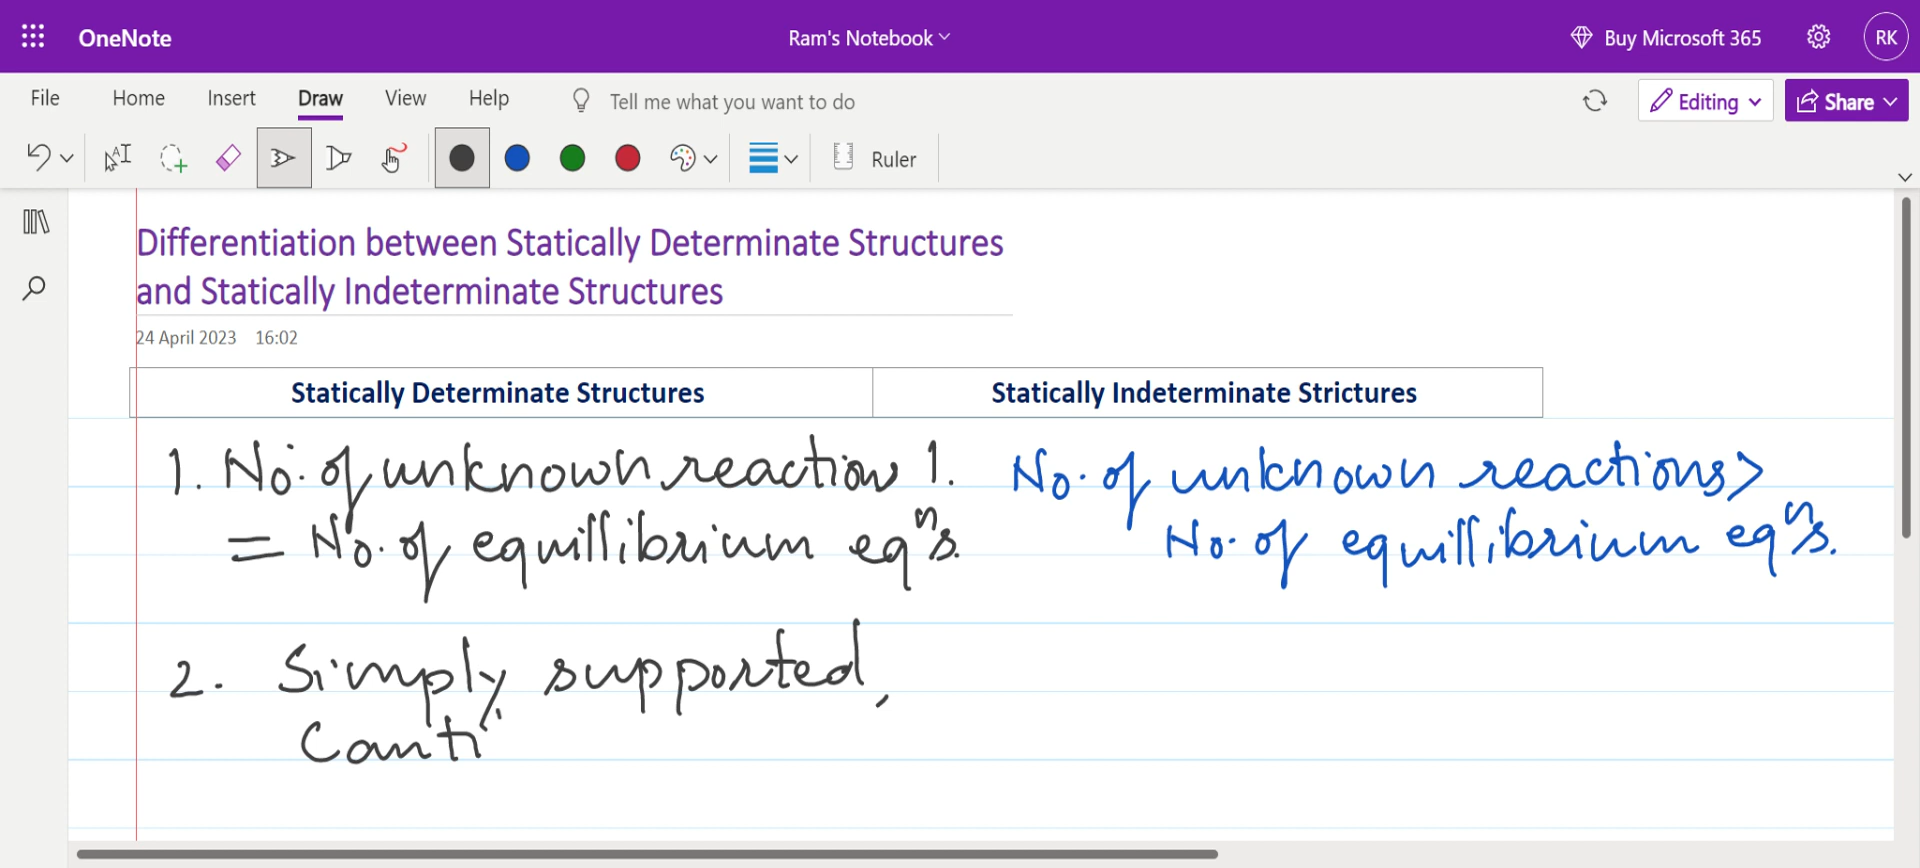 OneNote
Ram's Notebook
Buy Microsoft 365
RK
File Home Insert Draw View Help Tell me what you want to do
Editing Share
Ruler
Differentiation between Statically Determinate Structures
and Statically Indeterminate Structures
24 April 2023 16:02
Statically Determinate Structures
Statically Indeterminate Strictures
1. No. of unknown reaction
= No. of equillibrium eqⁿs.
1. No. of unknown reactions >
No. of equillibrium eqⁿs.
2. Simply supported,
Canti